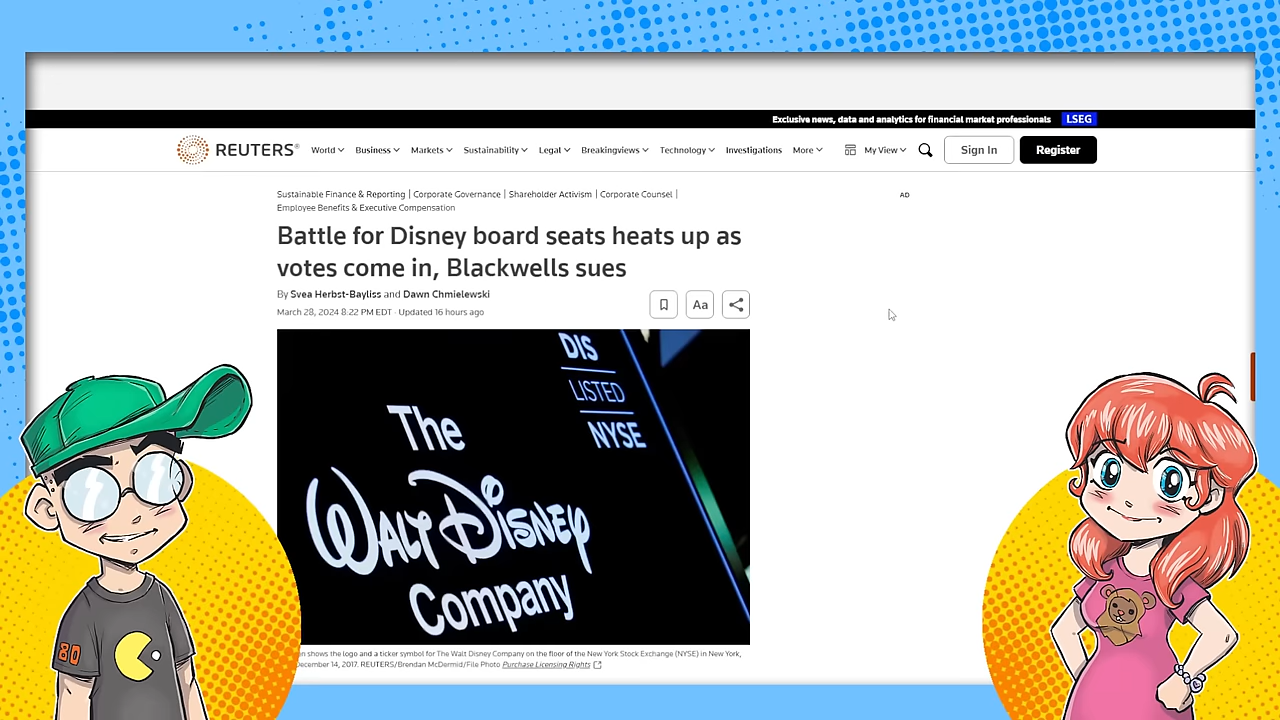 Exclusive news, data and analytics for financial market professionals LSEG
REUTERS® World Business Markets Sustainability Legal Breakingviews Technology Investigations More My View Sign In Register
Sustainable Finance & Reporting | Corporate Governance | Shareholder Activism | Corporate Counsel |
Employee Benefits & Executive Compensation
AD
Battle for Disney board seats heats up as
votes come in, Blackwells sues
By Svea Herbst-Bayliss and Dawn Chmielewski
March 28, 2024 8:22 PM EDT · Updated 16 hours ago
Aa
DIS
LISTED
NYSE
The
WALT DISNEY
Company
shows the logo and a ticker symbol for The Walt Disney Company on the floor of the New York Stock Exchange (NYSE) in New York,
December 14, 2017. REUTERS/Brendan McDermid/File Photo Purchase Licensing Rights
80